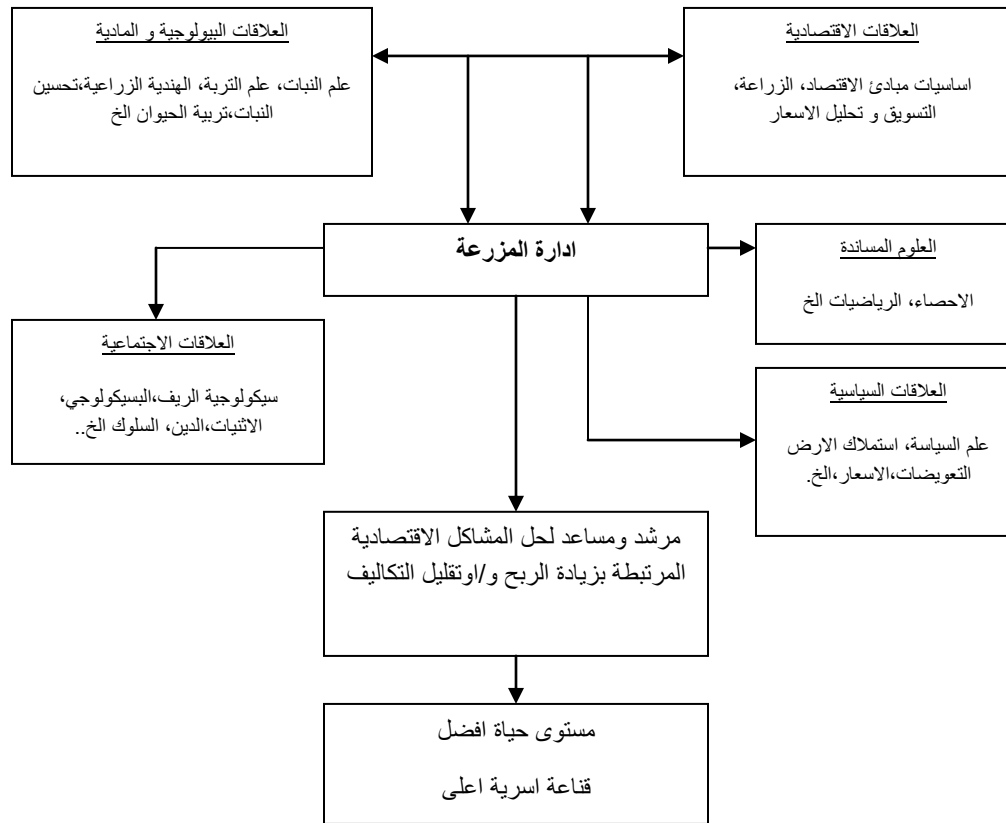 العلاقات الاقتصادية
اساسيات مبادئ الاقتصاد، الزراعة،
التسويق و تحليل الاسعار
العلاقات البيولوجية و المادية
علم النبات، علم التربة، الهندية الزراعية،تحسين
النبات،تربية الحيوان الخ
ادارة المزرعة
العلوم المساندة
الاحصاء، الرياضيات الخ
العلاقات الاجتماعية
سيكولوجية الريف،البسيكولوجي،
الاثنيات،الدين، السلوك الخ..
العلاقات السياسية
علم السياسة، استملاك الارض
التعويضات،الاسعار،الخ.
مرشد ومساعد لحل المشاكل الاقتصادية
المرتبطة بزيادة الربح و/اوتقليل التكاليف
مستوى حياة افضل
قناعة اسرية اعلى